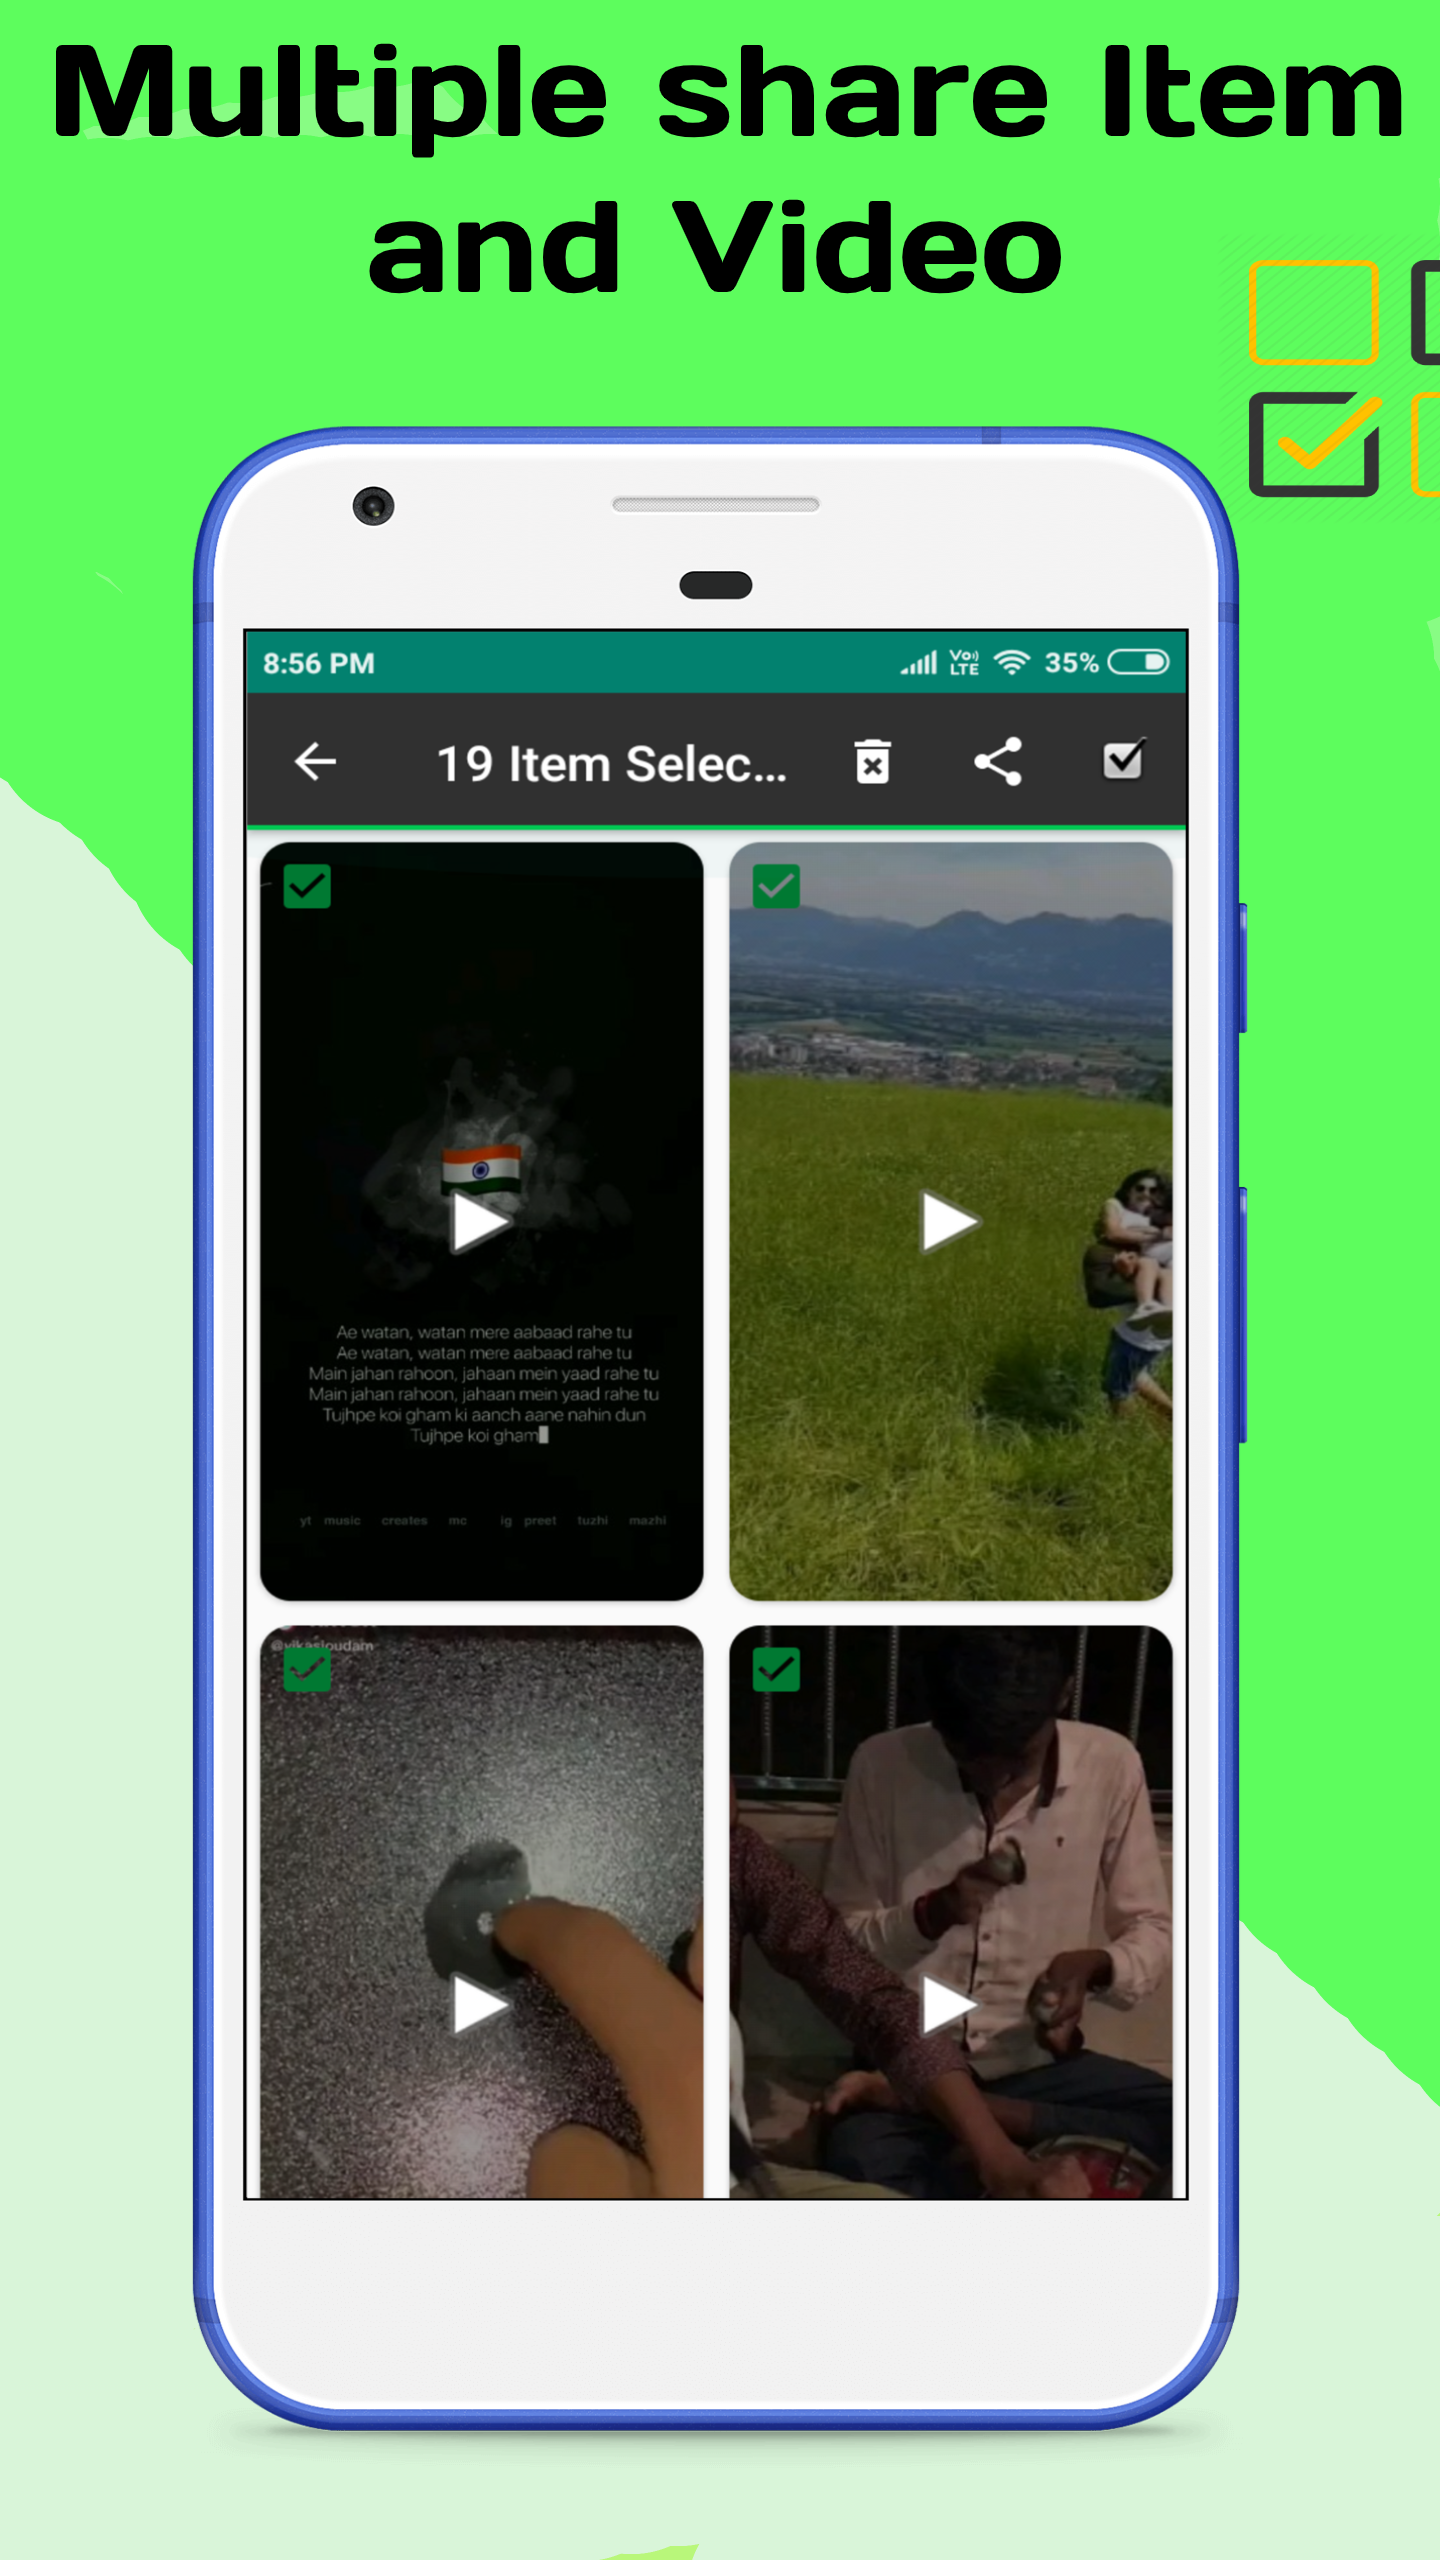 Multiple share Item
and Video
8:56 PM
Vo)) LTE
35%
19 Item Selec...
Ae watan, watan mere aabaad rahe tu
Ae watan, watan mere aabaad rahe tu
Main jahan rahoon, jahaan mein yaad rahe tu
Main jahan rahoon, jahaan mein yaad rahe tu
Tujhpe koi gham ki aanch aane nahin dun
Tujhpe koi gham
yt music creates mc ig preet tuzhi mazhi